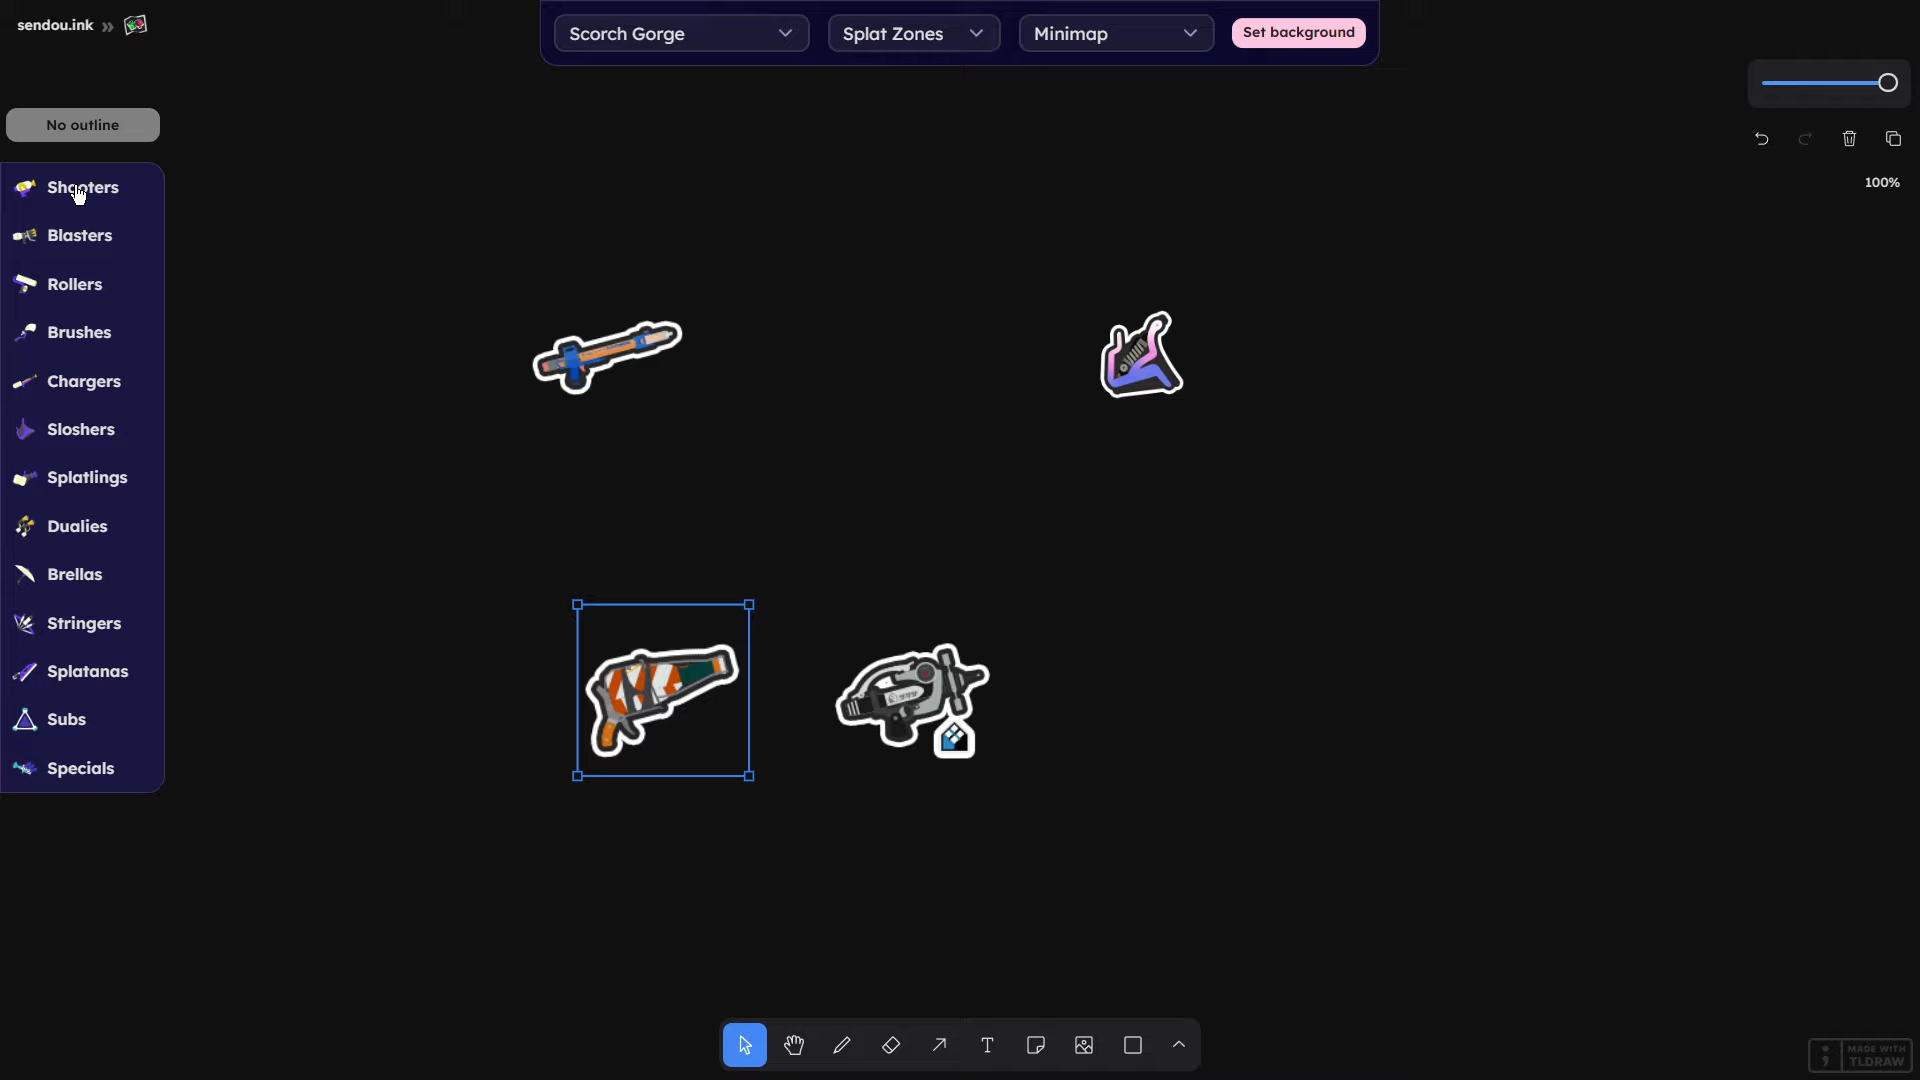 sendou.ink »
Scorch Gorge
Splat Zones
Minimap
Set background
No outline
100%
Shooters
Blasters
Rollers
Brushes
Chargers
Sloshers
Splatlings
Dualies
Brellas
Stringers
Splatanas
Subs
Specials
MADE WITH
TLDRAW